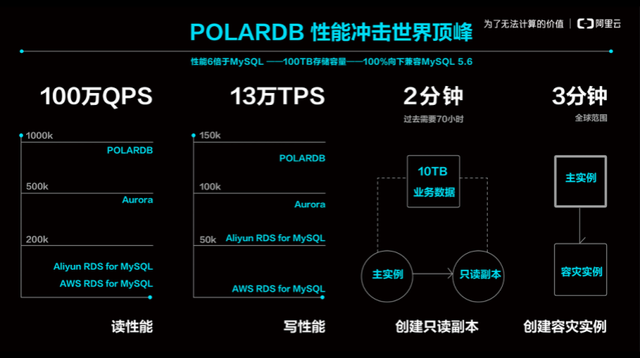 POLARDB 性能冲击世界顶峰
为了无法计算的价值 | 阿里云
性能6倍于MySQL ——100TB存储容量——100%向下兼容MySQL 5.6
100万QPS
1000k
POLARDB
500k
Aurora
200k
Aliyun RDS for MySQL
AWS RDS for MySQL
读性能
13万TPS
150k
POLARDB
100k
Aurora
Aliyun RDS for MySQL
50k
AWS RDS for MySQL
写性能
2分钟
过去需要70小时
10TB
业务数据
主实例
只读副本
创建只读副本
3分钟
全球范围
主实例
容灾实例
创建容灾实例